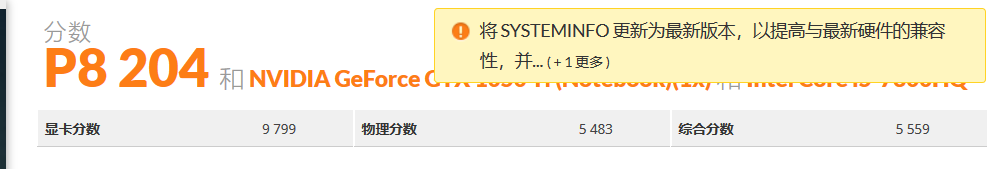 分数
将 SYSTEMINFO 更新为最新版本，以提高与最新硬件的兼容
性，并... ( + 1 更多 )
P8 204 和 NVIDIA GeForce
显卡分数 9 799 物理分数 5 483 综合分数 5 559